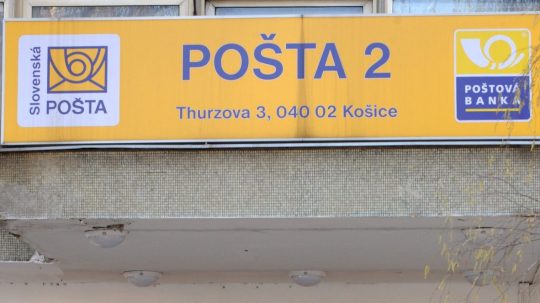 Slovenská
POŠTA
POŠTA 2
Thurzova 3, 040 02 Košice
POŠTOVÁ
BANKA